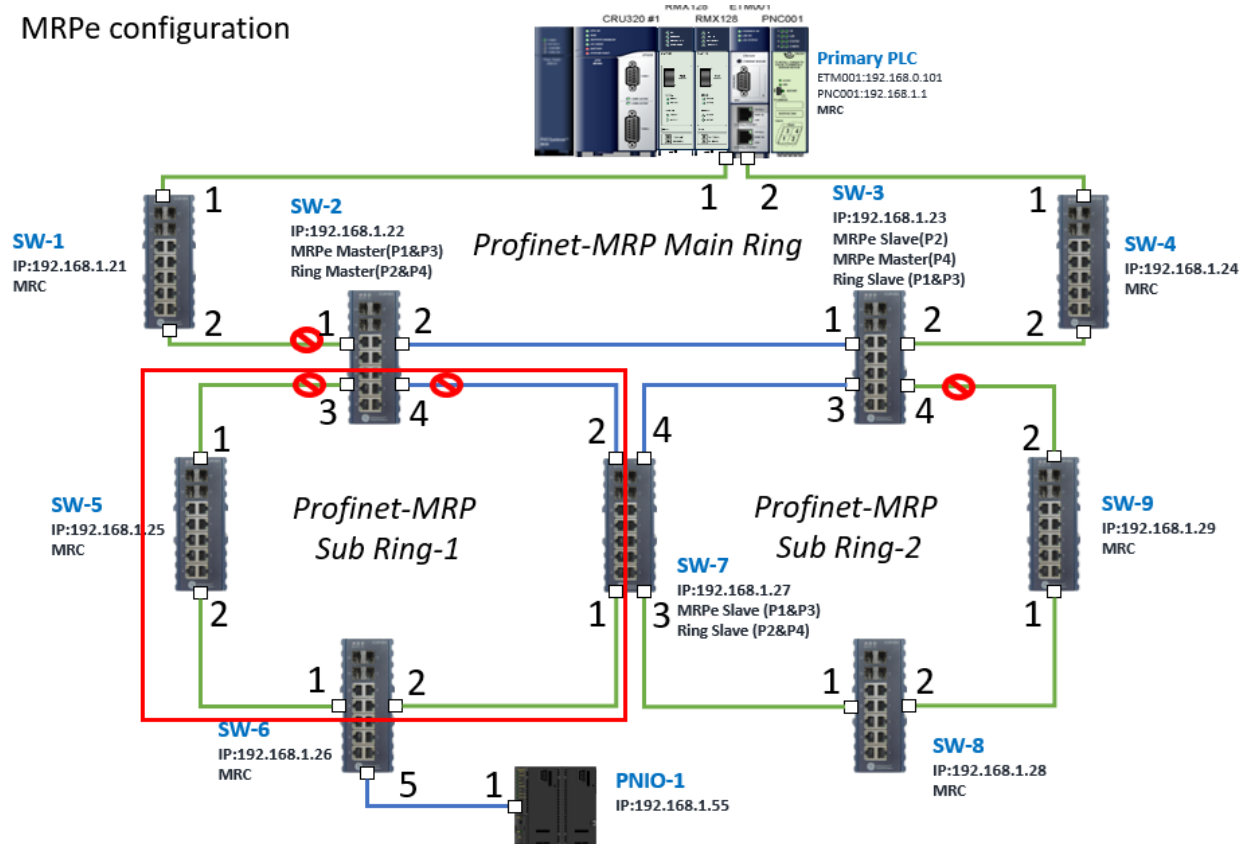 MRPe configuration
RMX128 ETM001
CRU320 #1 RMX128 PNC001
Primary PLC
ETM001:192.168.0.101
PNC001:192.168.1.1
MRC
1 2
1
2
SW-1
IP:192.168.1.21
MRC
SW-2
IP:192.168.1.22
MRPe Master(P1&P3)
Ring Master(P2&P4)
Profinet-MRP Main Ring
SW-3
IP:192.168.1.23
MRPe Slave(P2)
MRPe Master(P4)
Ring Slave (P1&P3)
1
2
SW-4
IP:192.168.1.24
MRC
1 2
3 4
1 2
3 4
1
2
SW-5
IP:192.168.1.25
MRC
Profinet-MRP
Sub Ring-1
2 4
1 3
SW-7
IP:192.168.1.27
MRPe Slave (P1&P3)
Ring Slave (P2&P4)
Profinet-MRP
Sub Ring-2
2
1
SW-9
IP:192.168.1.29
MRC
1 2
SW-6
IP:192.168.1.26
MRC
5 1
PNIO-1
IP:192.168.1.55
1 2
SW-8
IP:192.168.1.28
MRC